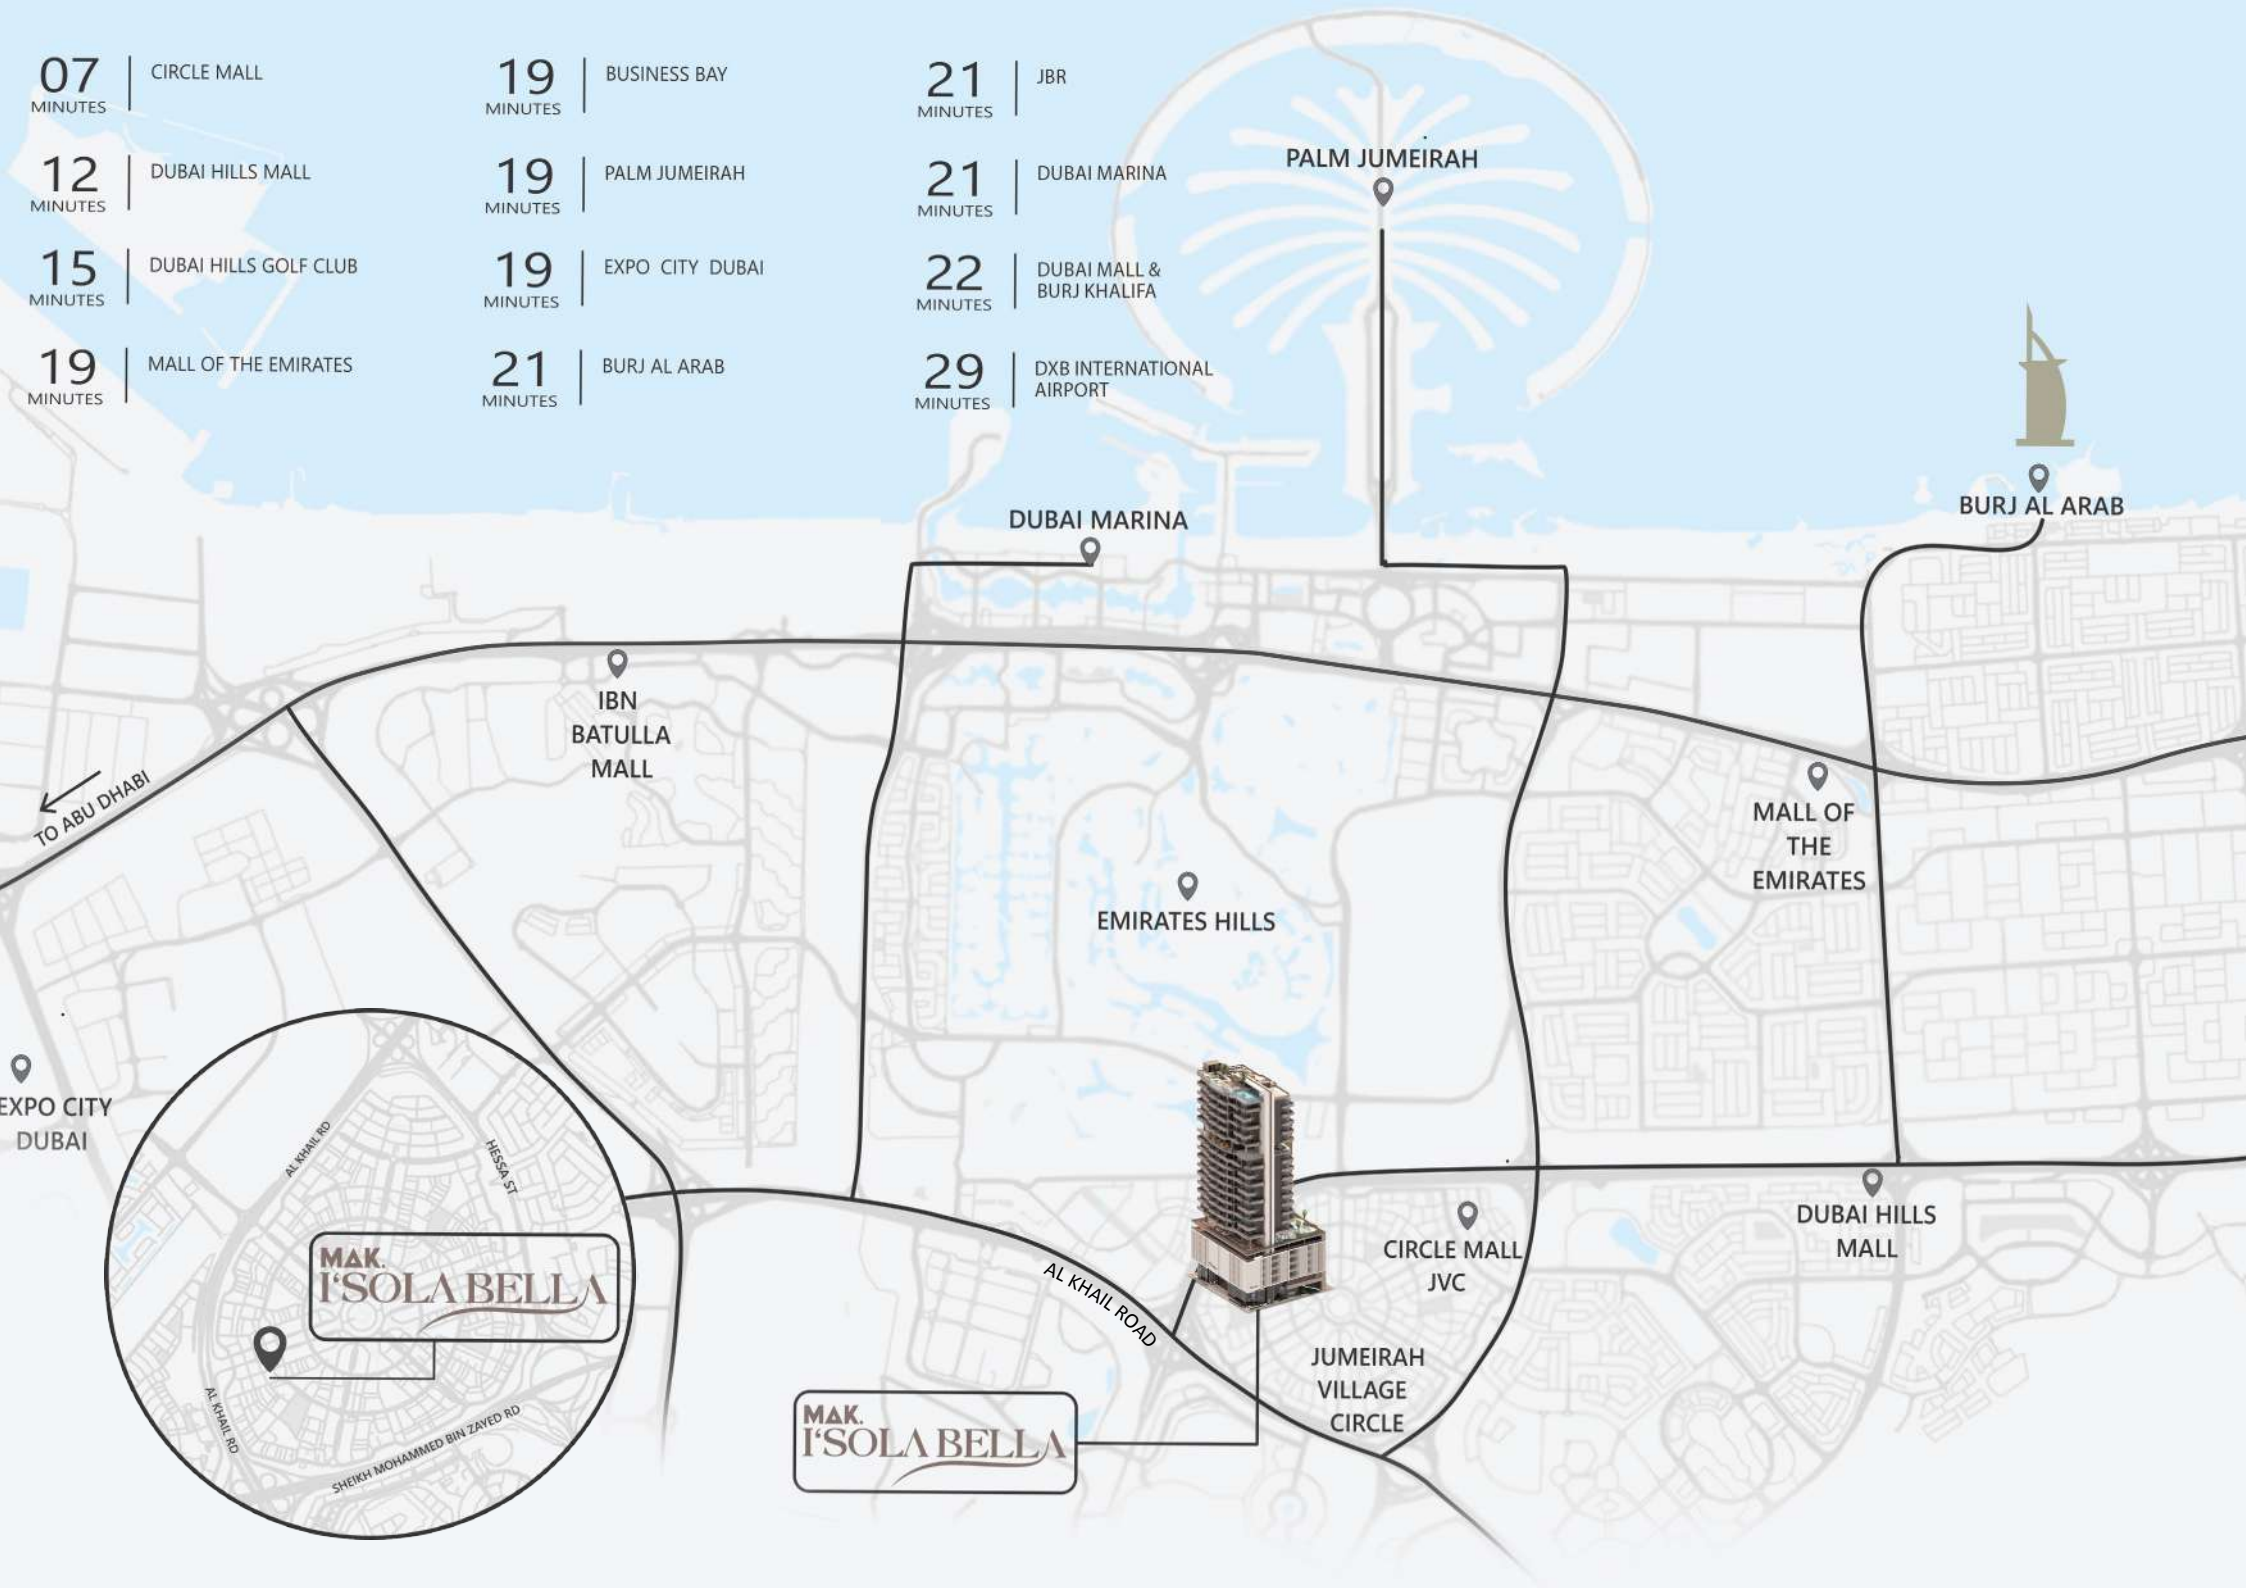 07
MINUTES
CIRCLE MALL
12
MINUTES
DUBAI HILLS MALL
15
MINUTES
DUBAI HILLS GOLF CLUB
19
MINUTES
MALL OF THE EMIRATES
19
MINUTES
BUSINESS BAY
19
MINUTES
PALM JUMEIRAH
19
MINUTES
EXPO CITY DUBAI
21
MINUTES
BURJ AL ARAB
21
MINUTES
JBR
21
MINUTES
DUBAI MARINA
22
MINUTES
DUBAI MALL &
BURJ KHALIFA
29
MINUTES
DXB INTERNATIONAL
AIRPORT
PALM JUMEIRAH
BURJ AL ARAB
DUBAI MARINA
IBN
BATULLA
MALL
TO ABU DHABI
MALL OF
THE
EMIRATES
EMIRATES HILLS
EXPO CITY
DUBAI
AL KHAIL RD
HESSA ST
MAK.
I'SOLA BELLA
AL KHAIL RD
SHEIKH MOHAMMED BIN ZAYED RD
AL KHAIL ROAD
CIRCLE MALL
JVC
DUBAI HILLS
MALL
JUMEIRAH
VILLAGE
CIRCLE
MAK.
I'SOLA BELLA